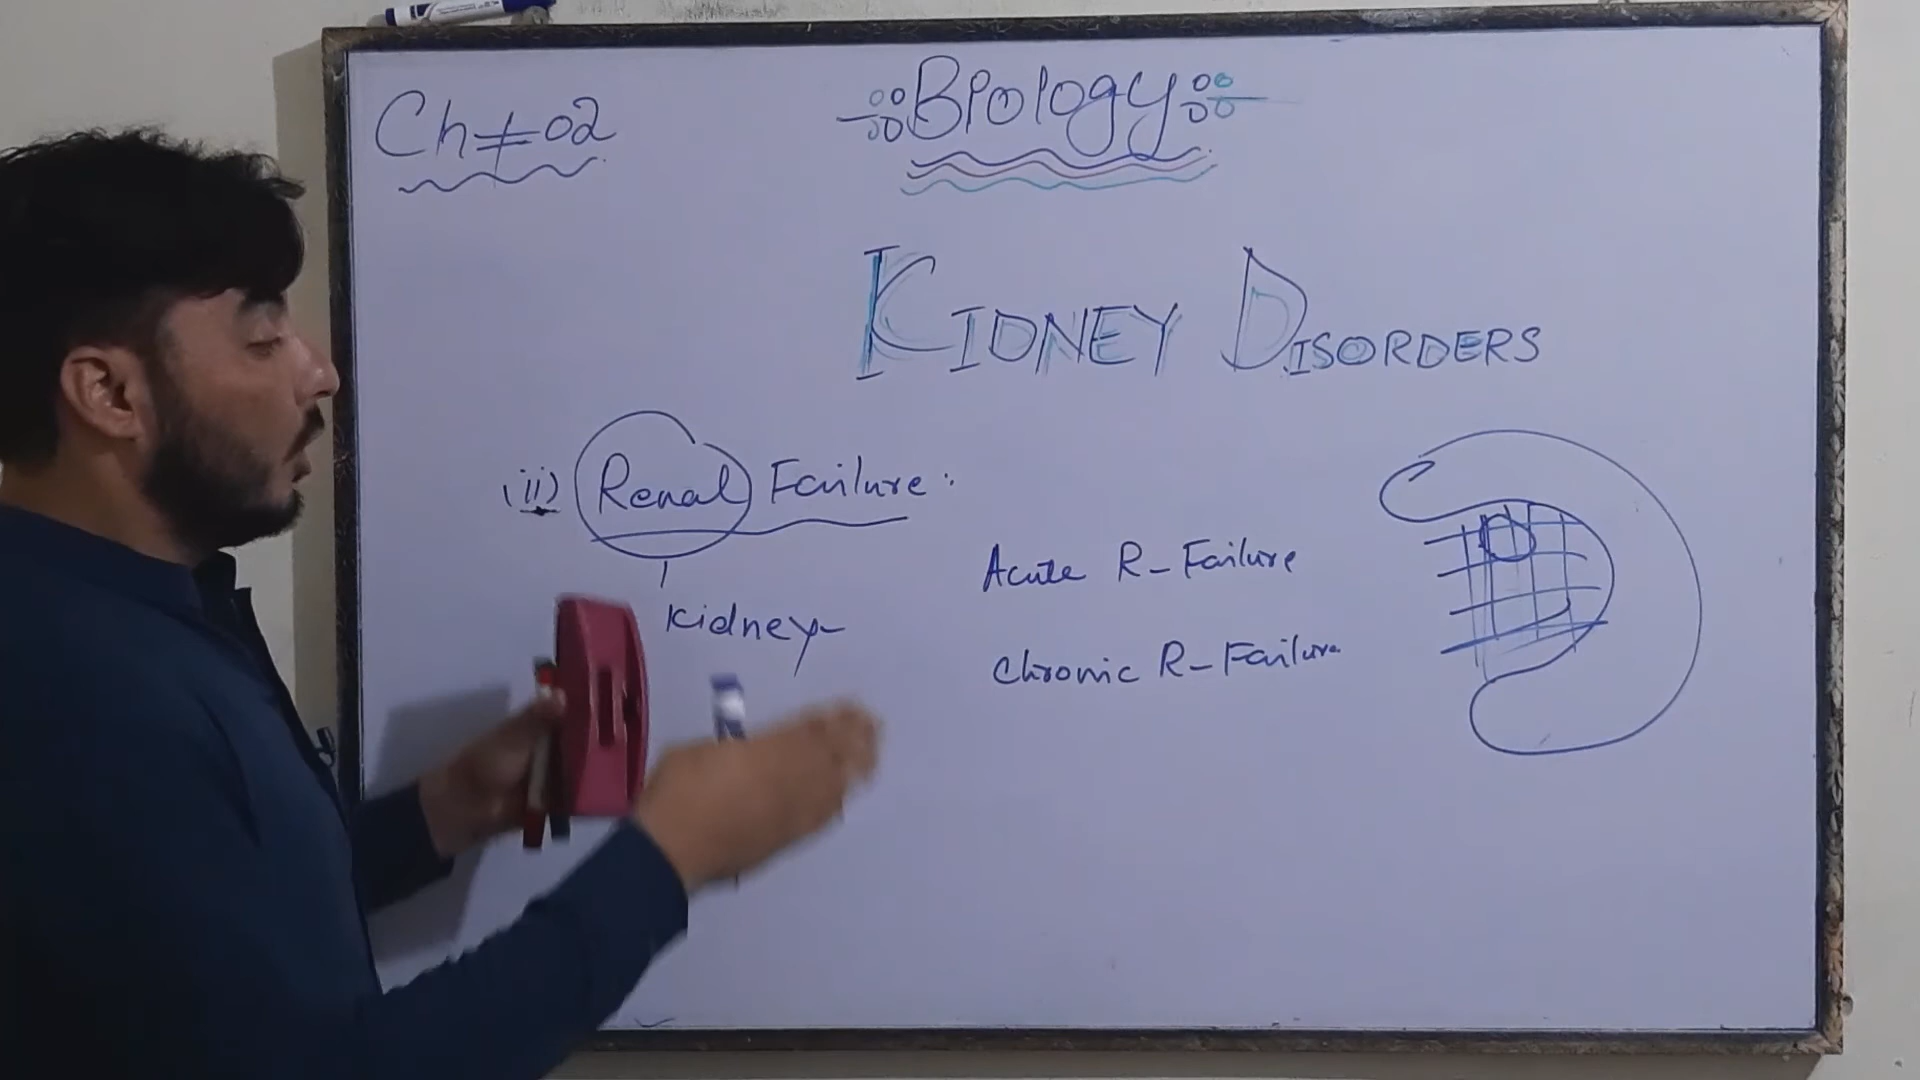 Ch # 02
Biology
KIDNEY DISORDERS
(ii) Renal Failure :
Kidney
Acute R-Failure
Chronic R-Failure